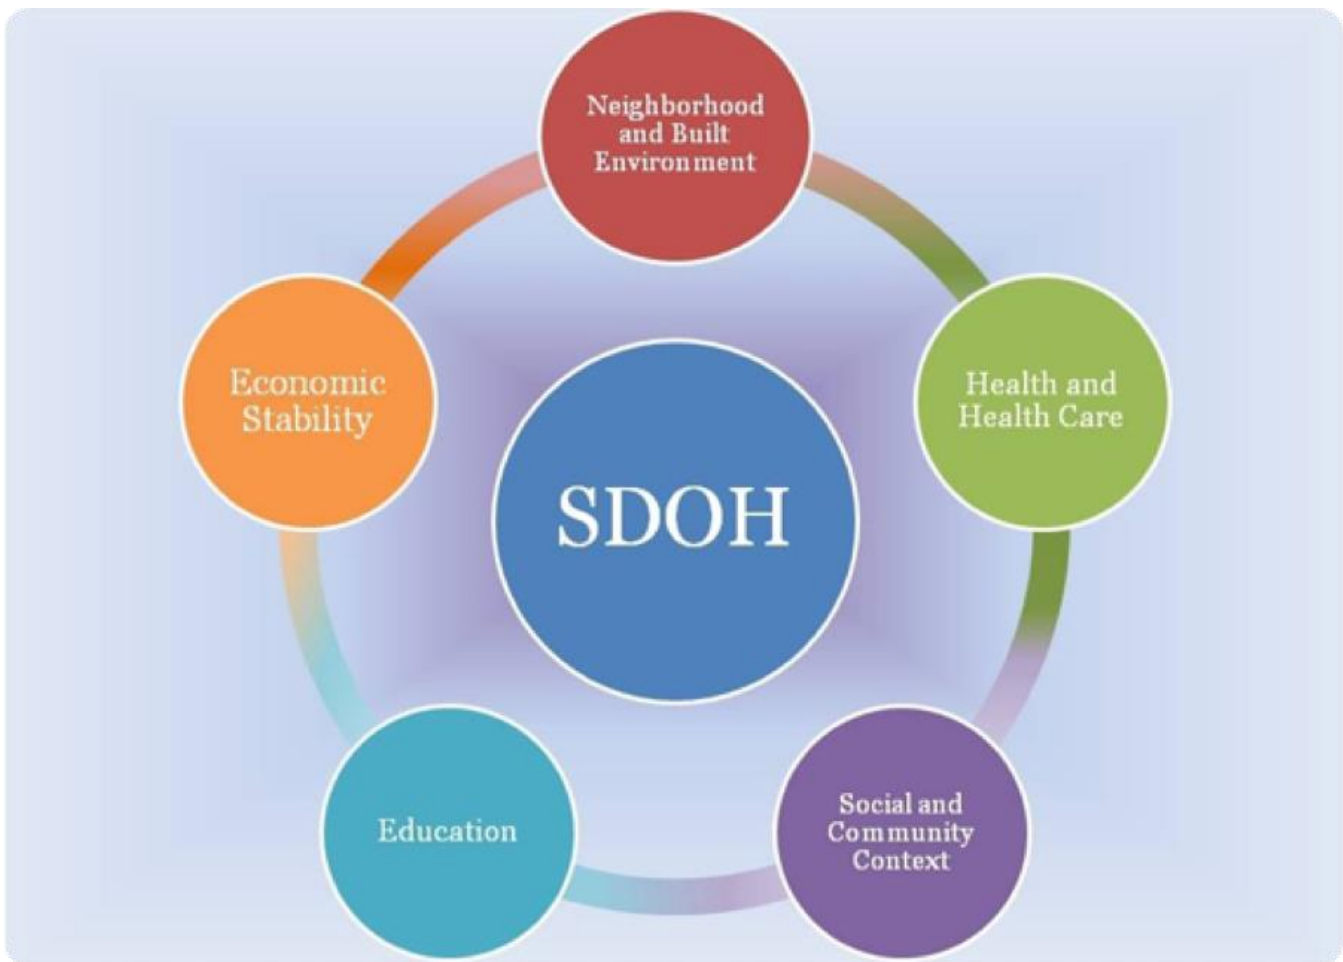 Neighborhood
and Built
Environment
Economic
Stability
Health and
Health Care
SDOH
Education
Social and
Community
Context